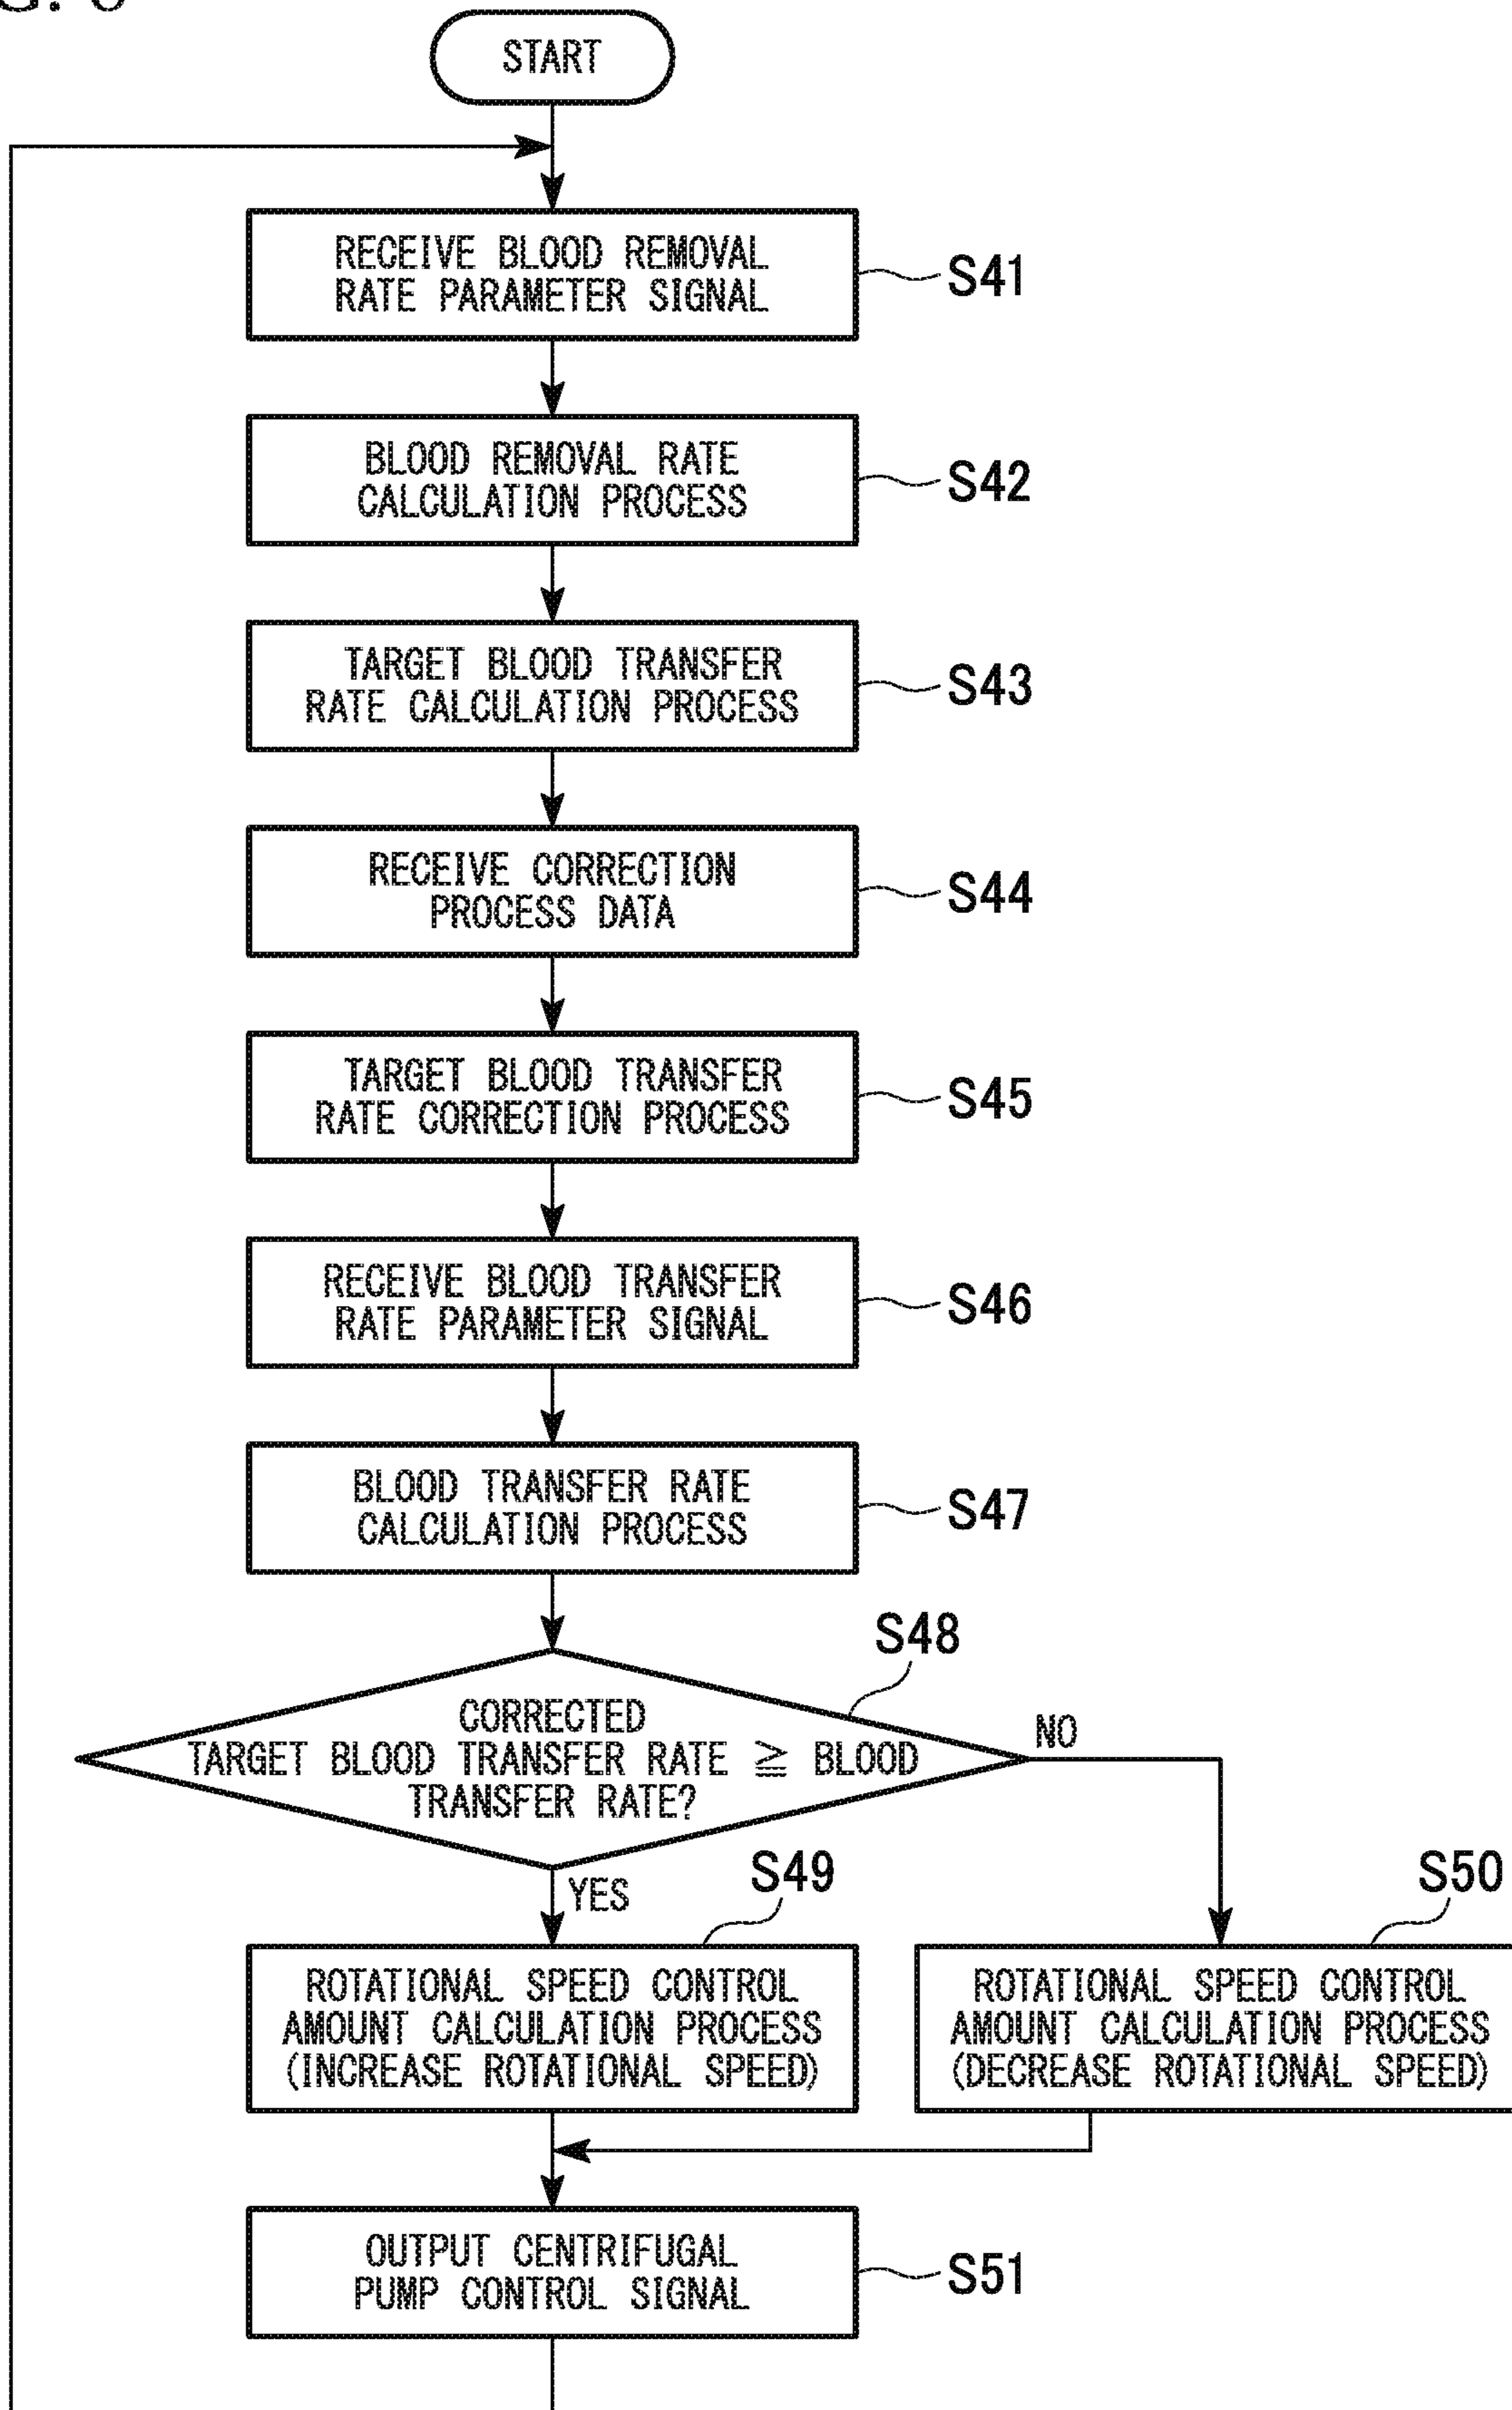 START
RECEIVE BLOOD REMOVAL
RATE PARAMETER SIGNAL
S41
BLOOD REMOVAL RATE
CALCULATION PROCESS
S42
TARGET BLOOD TRANSFER
RATE CALCULATION PROCESS
S43
RECEIVE CORRECTION
PROCESS DATA
S44
TARGET BLOOD TRANSFER
RATE CORRECTION PROCESS
S45
RECEIVE BLOOD TRANSFER
RATE PARAMETER SIGNAL
S46
BLOOD TRANSFER RATE
CALCULATION PROCESS
S47
S48
CORRECTED
TARGET BLOOD TRANSFER RATE ≧ BLOOD
TRANSFER RATE?
NO
YES
S49
ROTATIONAL SPEED CONTROL
AMOUNT CALCULATION PROCESS
(INCREASE ROTATIONAL SPEED)
S50
ROTATIONAL SPEED CONTROL
AMOUNT CALCULATION PROCESS
(DECREASE ROTATIONAL SPEED)
OUTPUT CENTRIFUGAL
PUMP CONTROL SIGNAL
S51